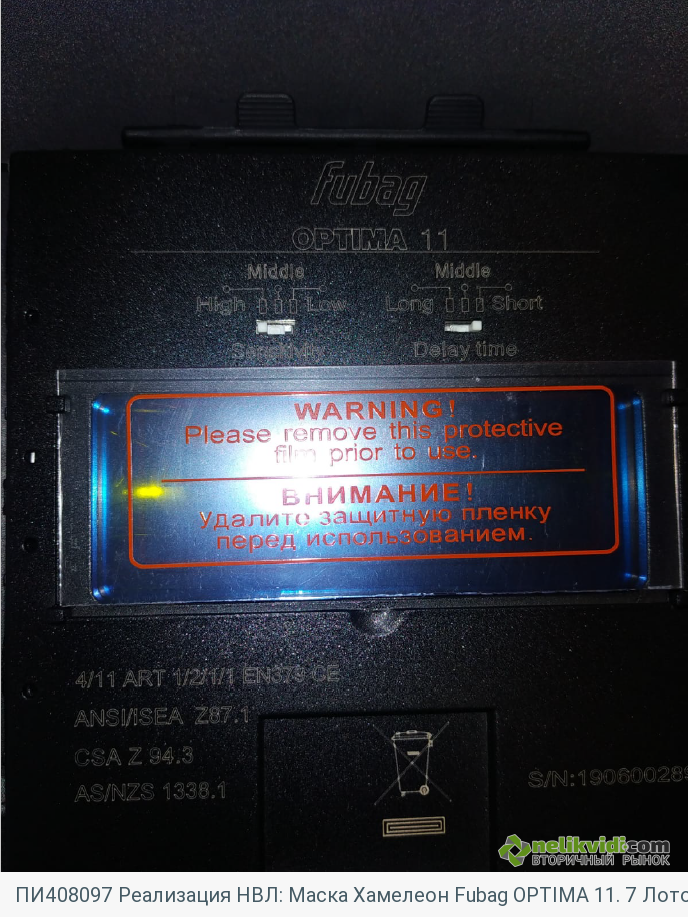 Fubag
OPTIMA 11
Middle Middle
High Low Long Short
Sensitivity Delay time
WARNING!
Please remove this protective
film prior to use.
ВНИМАНИЕ!
Удалите защитную пленку
перед использованием.
4/11 ART 1/2/1/1 EN379 CE
ANSI/ISEA Z87.1
CSA Z 94.3
AS/NZS 1338.1
S/N:190600283
nelikvidi.com
ВТОРИЧНЫЙ РЫНОК
ПИ408097 Реализация НВЛ: Маска Хамелеон Fubag OPTIMA 11. 7 Лото